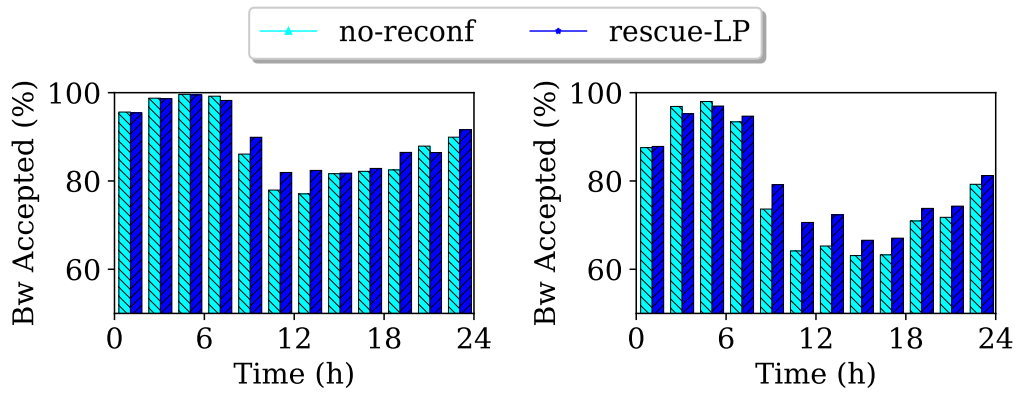 no-reconf rescue-LP
Bw Accepted (%)
100
80
60
0 6 12 18 24
Time (h)
Bw Accepted (%)
100
80
60
0 6 12 18 24
Time (h)